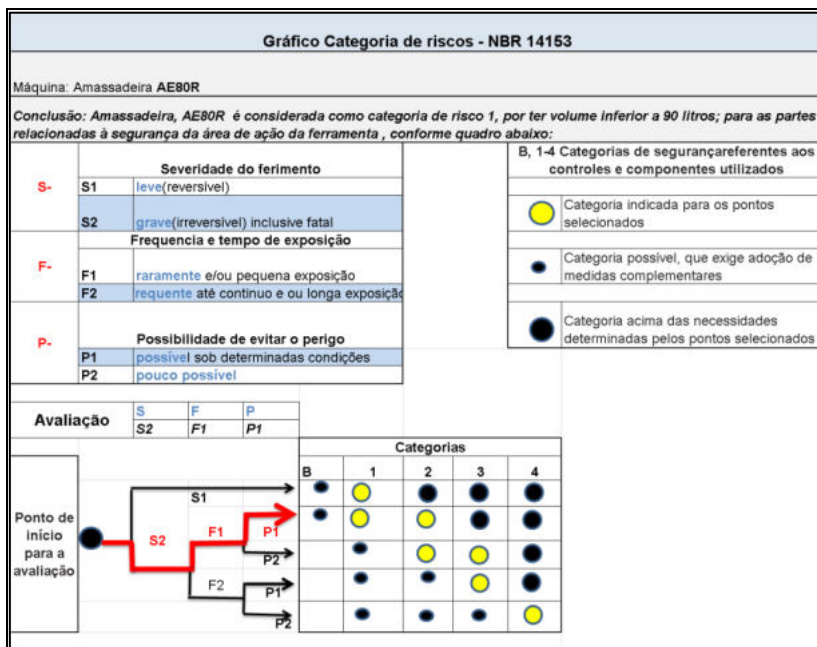 Gráfico Categoria de riscos - NBR 14153
Máquina: Amassadeira AE80R
Conclusão: Amassadeira, AE80R é considerada como categoria de risco 1, por ter volume inferior a 90 litros; para as partes
relacionadas à segurança da área de ação da ferramenta , conforme quadro abaixo:
S-
Severidade do ferimento
S1 leve(reversível)
S2 grave(irreversível) inclusive fatal
F-
Frequencia e tempo de exposição
F1 raramente e/ou pequena exposição
F2 requente até continuo e ou longa exposição
P-
Possibilidade de evitar o perigo
P1 possível sob determinadas condições
P2 pouco possível
B, 1-4 Categorias de segurançareferentes aos
controles e componentes utilizados
Categoria indicada para os pontos
selecionados
Categoria possível, que exige adoção de
medidas complementares
Categoria acima das necessidades
determinadas pelos pontos selecionados
Avaliação
S F P
S2 F1 P1
Categorias
B 1 2 3 4
Ponto de
início
para a
avaliação
S1
S2 F1 P1
P2
F2 P1
P2